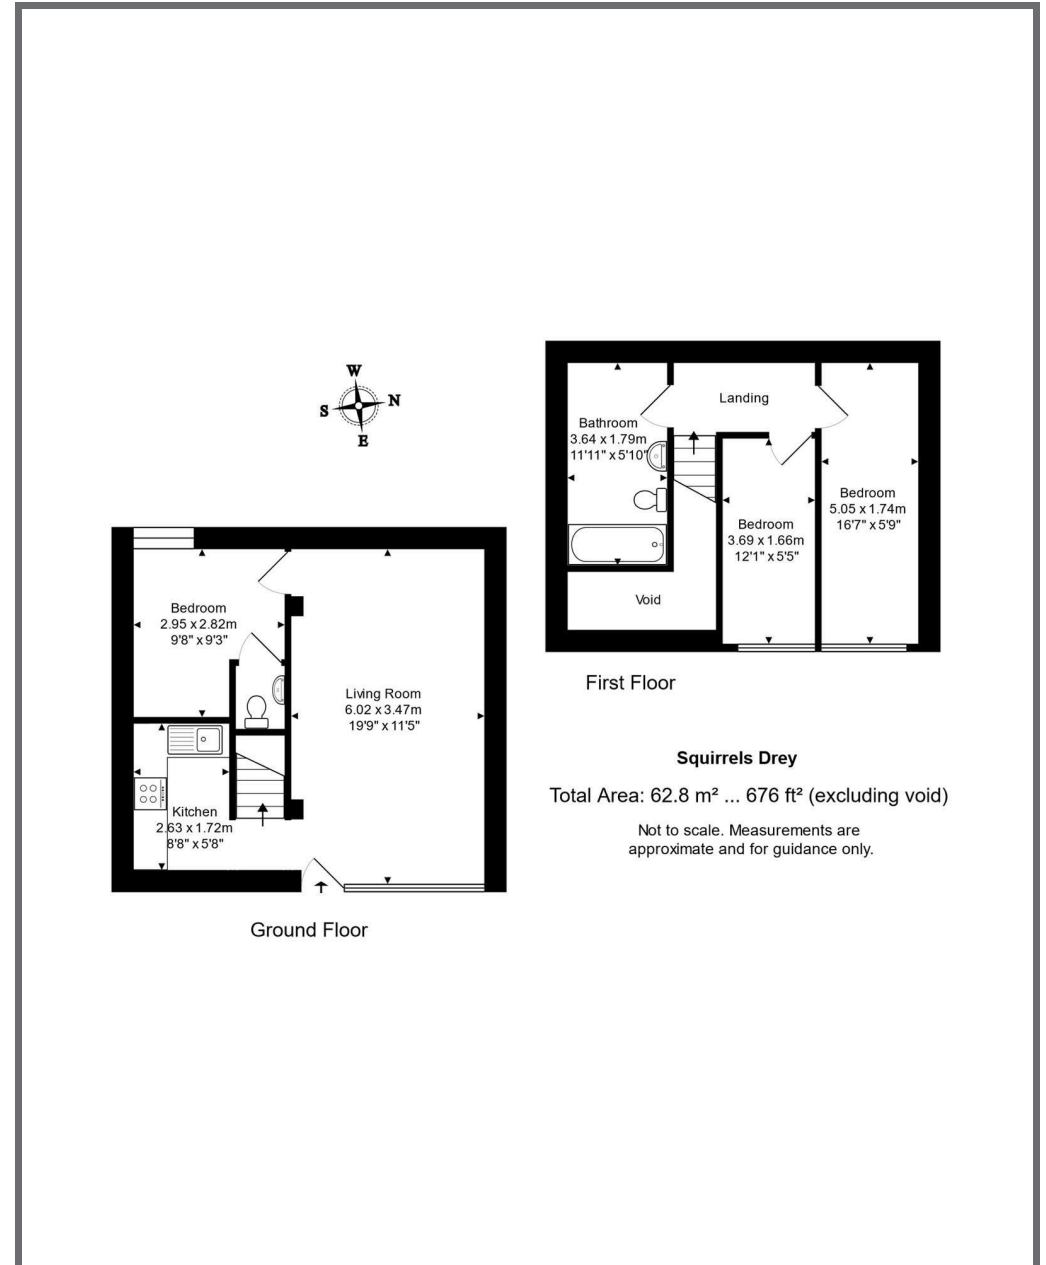 W
S
N
E
Bathroom
3.64 x 1.79m
11'11" x 5'10"
Landing
Bedroom
5.05 x 1.74m
16'7" x 5'9"
Bedroom
3.69 x 1.66m
12'1" x 5'5"
Void
First Floor
Bedroom
2.95 x 2.82m
9'8" x 9'3"
Living Room
6.02 x 3.47m
19'9" x 11'5"
Kitchen
2.63 x 1.72m
8'8" x 5'8"
Ground Floor
Squirrels Drey
Total Area: 62.8 m² ... 676 ft² (excluding void)
Not to scale. Measurements are
approximate and for guidance only.